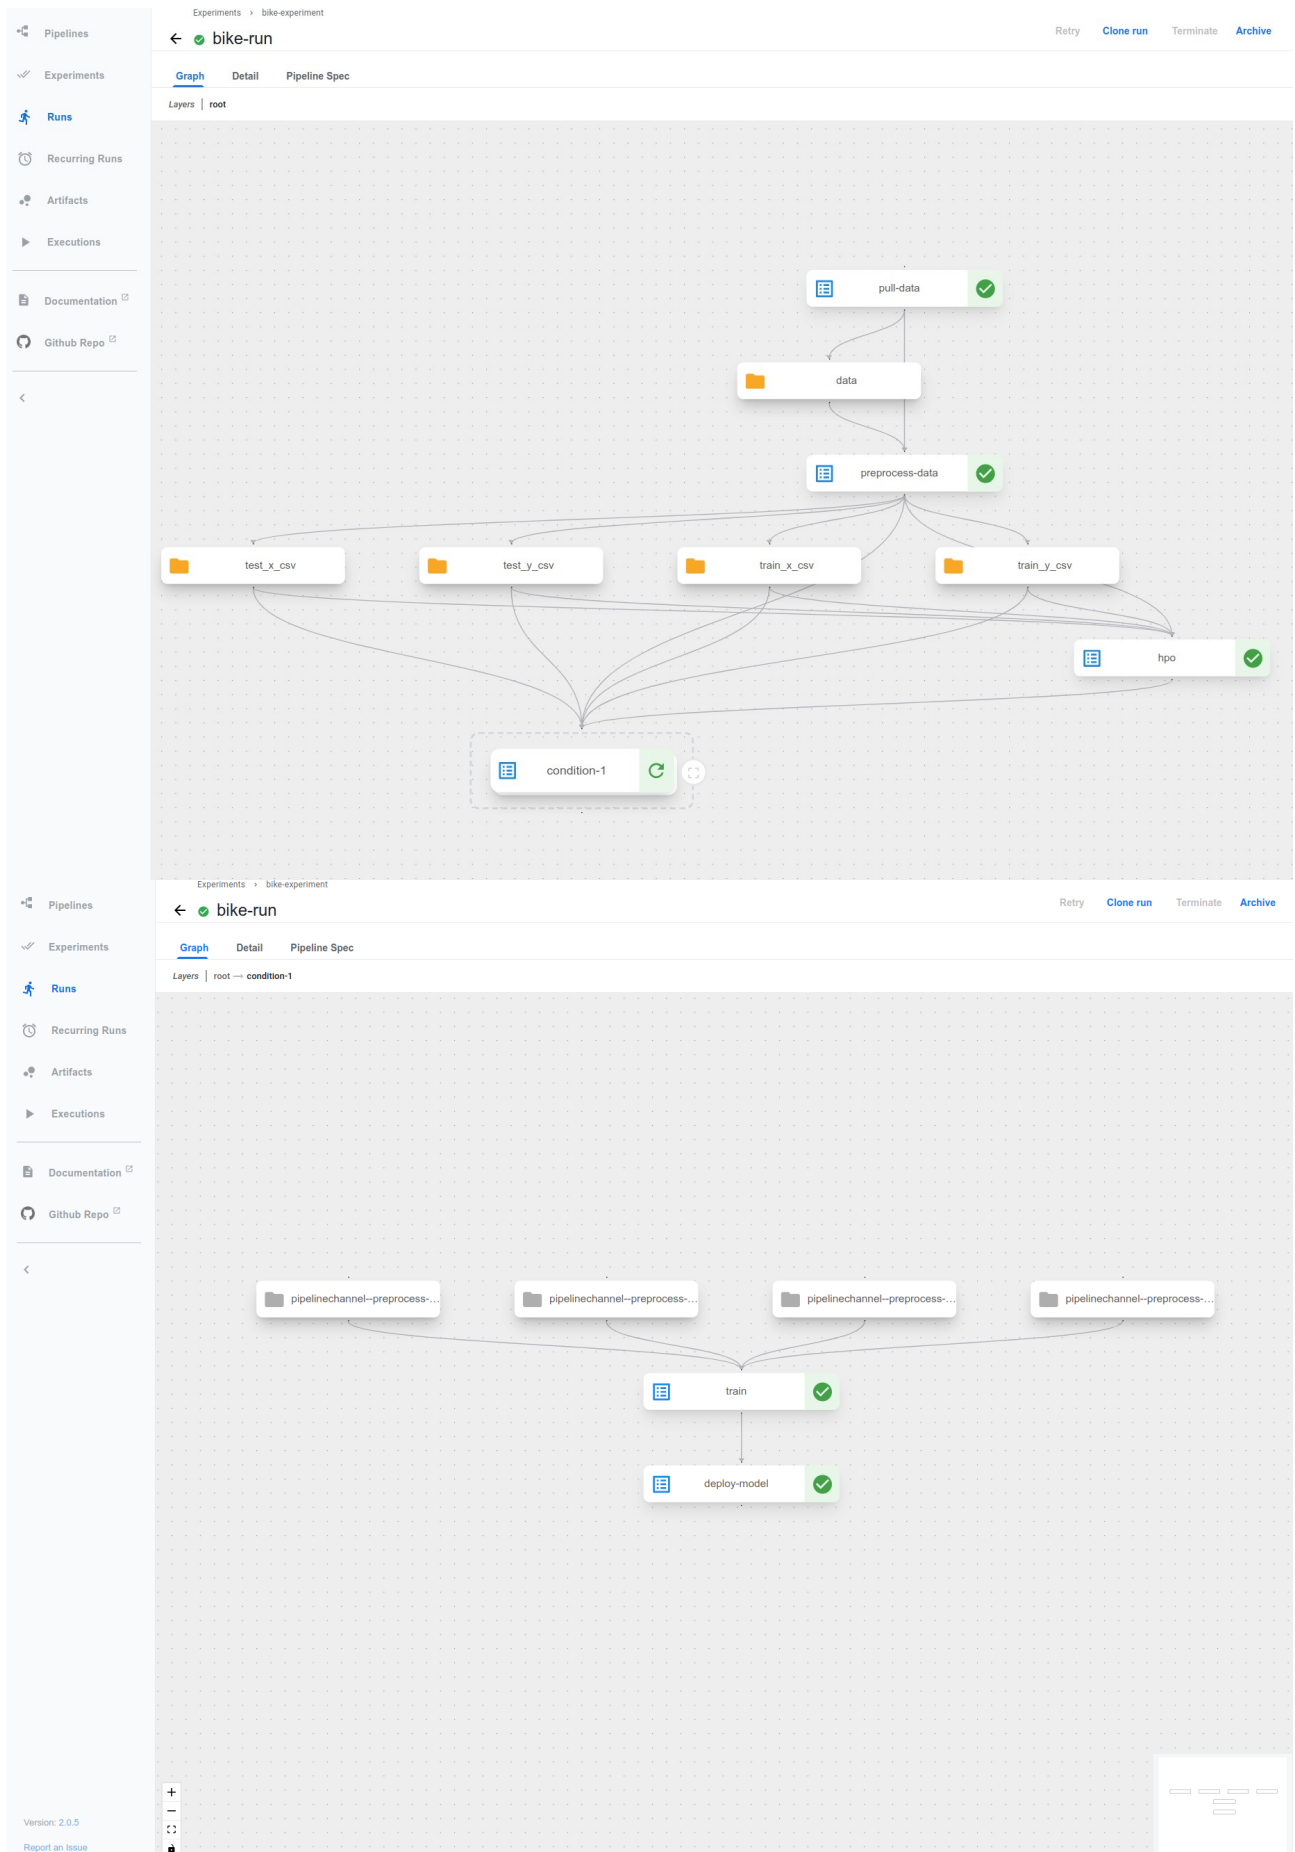 Experiments › bike-experiment
bike-run
Retry Clone run Terminate Archive
Graph Detail Pipeline Spec
Layers | root
Pipelines
Experiments
Runs
Recurring Runs
Artifacts
Executions
Documentation
Github Repo
pull-data
data
preprocess-data
test_x_csv test_y_csv train_x_csv train_y_csv
hpo
condition-1
Experiments › bike-experiment
bike-run
Retry Clone run Terminate Archive
Graph Detail Pipeline Spec
Layers | root → condition-1
Pipelines
Experiments
Runs
Recurring Runs
Artifacts
Executions
Documentation
Github Repo
pipelinechannel--preprocess-... pipelinechannel--preprocess-... pipelinechannel--preprocess-... pipelinechannel--preprocess-...
train
deploy-model
Version: 2.0.5
Report an Issue